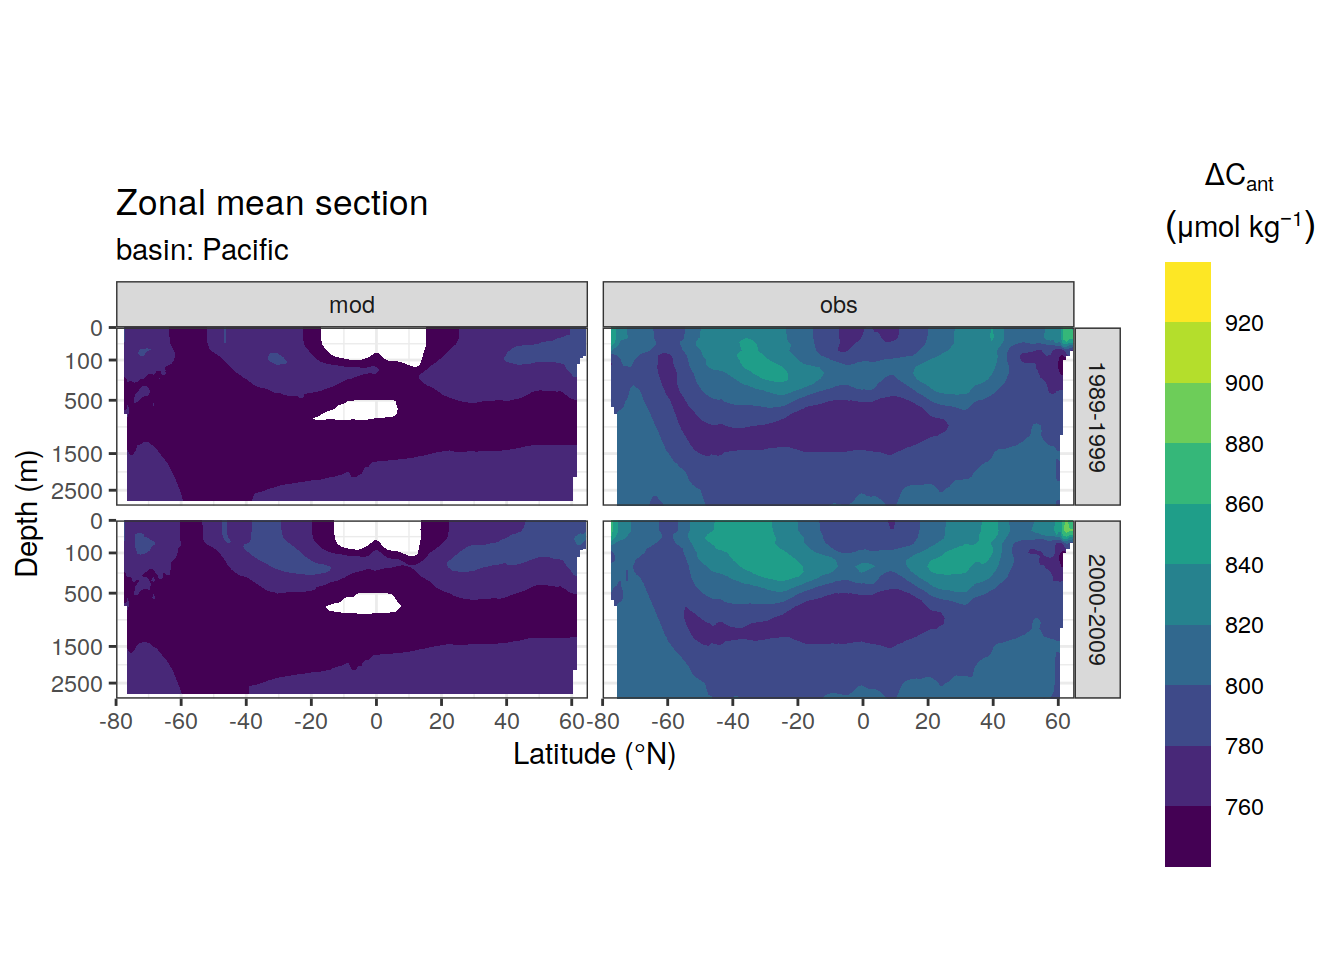 Zonal mean section
basin: Pacific
mod
obs
0
100
500
1500
2500
1989-1999
0
100
500
1500
2500
2000-2009
-80 -60 -40 -20 0 20 40 60
-80 -60 -40 -20 0 20 40 60
Latitude (°N)
Depth (m)
ΔCant
(μmol kg⁻¹)
920
900
880
860
840
820
800
780
760